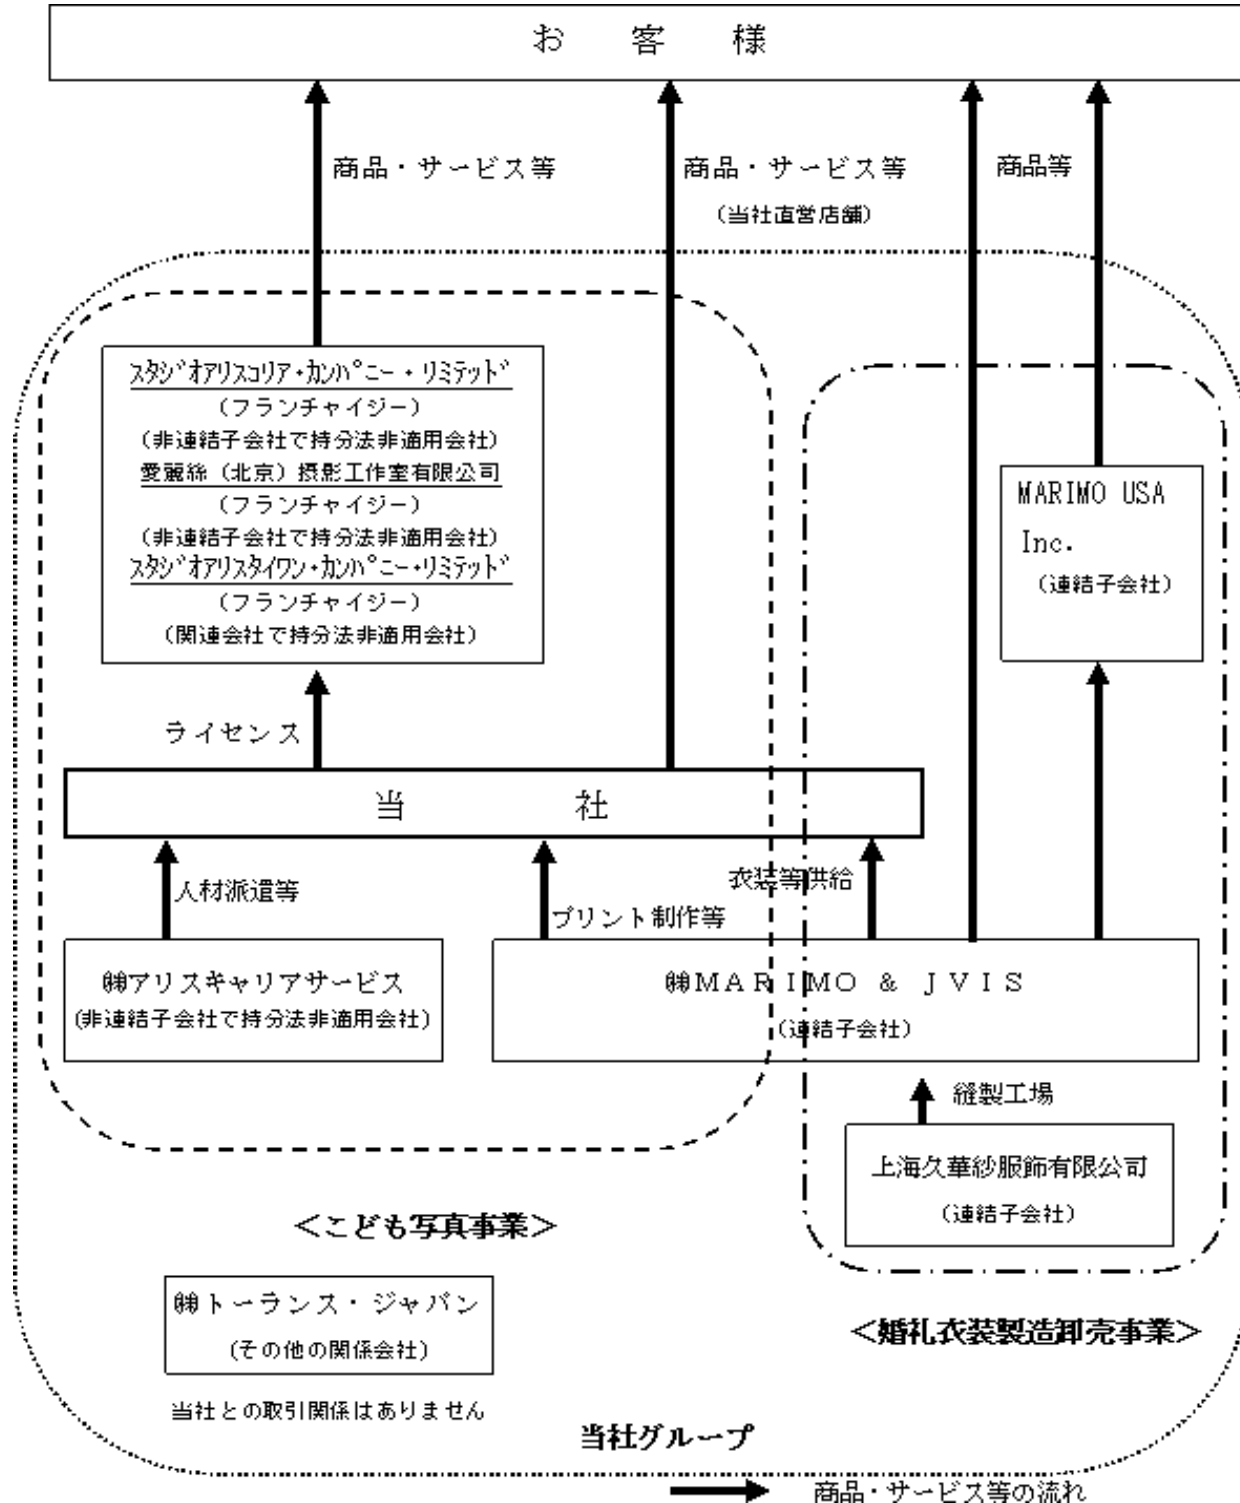 お　客　様
商品・サービス等
商品・サービス等
（当社直営店舗）
商品等
ｽﾀｼﾞｵｱﾘｽｺﾘｱ・ｶﾝﾊﾟﾆｰ・ﾘﾐﾃｯﾄﾞ
（フランチャイジー）
（非連結子会社で持分法非適用会社）
愛麗絲（北京）摂影工作室有限公司
（フランチャイジー）
（非連結子会社で持分法非適用会社）
ｽﾀｼﾞｵｱﾘｽﾀｲﾜﾝ・ｶﾝﾊﾟﾆｰ・ﾘﾐﾃｯﾄﾞ
（フランチャイジー）
（関連会社で持分法非適用会社）
MARIMO USA
Inc.
（連結子会社）
ライセンス
当　　社
人材派遣等
プリント制作等
衣装等供給
㈱アリスキャリアサービス
（非連結子会社で持分法非適用会社）
㈱ＭＡＲＩＭＯ ＆ ＪＶＩＳ
（連結子会社）
縫製工場
上海久華紗服飾有限公司
（連結子会社）
＜こども写真事業＞
㈱トーランス・ジャパン
（その他の関係会社）
当社との取引関係はありません
＜婚礼衣装製造卸売事業＞
当社グループ
商品・サービス等の流れ